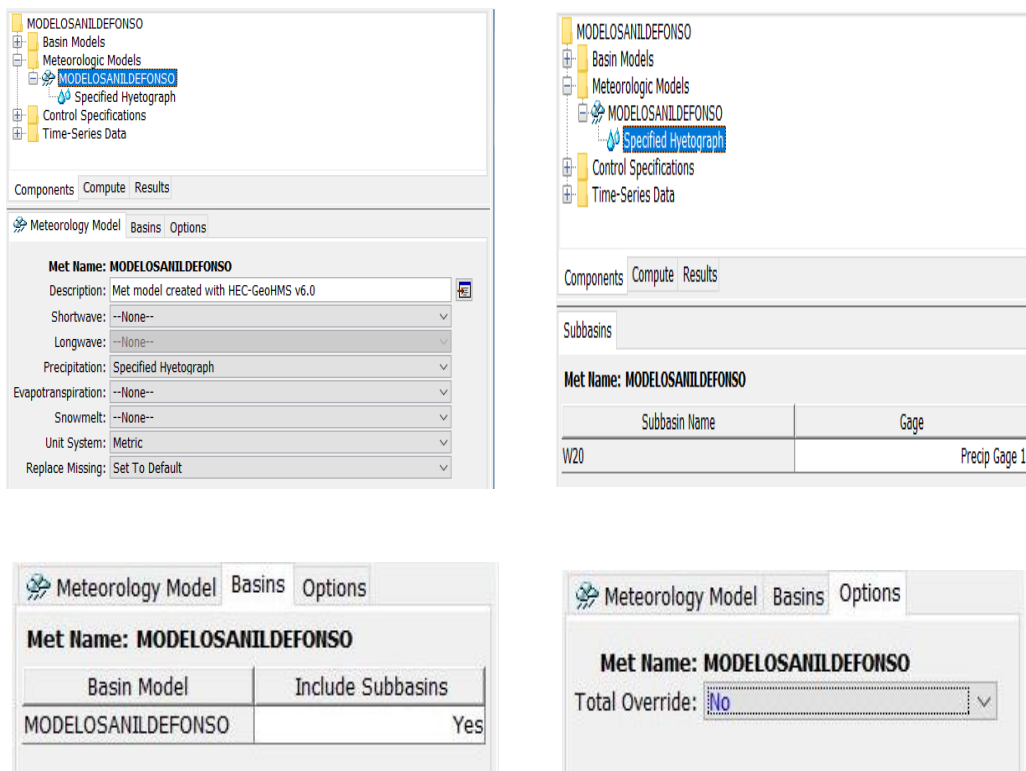 MODELOSANILDEFONSO
Basin Models
Meteorologic Models
MODELOSANILDEFONSO
Specified Hyetograph
Control Specifications
Time-Series Data
Components Compute Results
Meteorology Model Basins Options
Met Name: MODELOSANILDEFONSO
Description: Met model created with HEC-GeoHMS v6.0
Shortwave: --None--
Longwave: --None--
Precipitation: Specified Hyetograph
Evapotranspiration: --None--
Snowmelt: --None--
Unit System: Metric
Replace Missing: Set To Default
MODELOSANILDEFONSO
Basin Models
Meteorologic Models
MODELOSANILDEFONSO
Specified Hyetograph
Control Specifications
Time-Series Data
Components Compute Results
Subbasins
Met Name: MODELOSANILDEFONSO
Subbasin Name Gage
W20 Precip Gage 1
Meteorology Model Basins Options
Met Name: MODELOSANILDEFONSO
Basin Model Include Subbasins
MODELOSANILDEFONSO Yes
Meteorology Model Basins Options
Met Name: MODELOSANILDEFONSO
Total Override: No